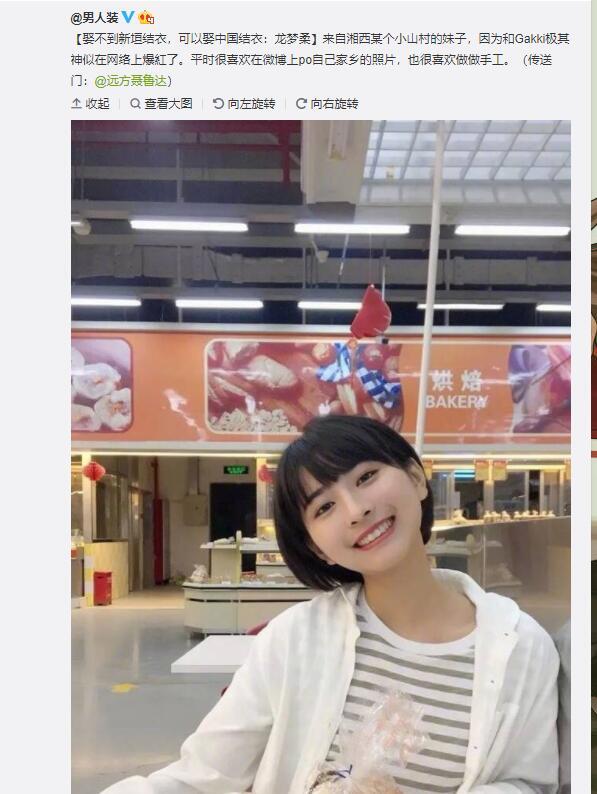 @男人装
【娶不到新垣结衣，可以娶中国结衣：龙梦柔】来自湘西某个小山村的妹子，因为和Gakki极其
神似在网络上爆紅了。平时很喜欢在微博上po自己家乡的照片，也很喜欢做做手工。（传送
门：@远方聂鲁达）
收起 查看大图 向左旋转 向右旋转
烘焙
BAKERY